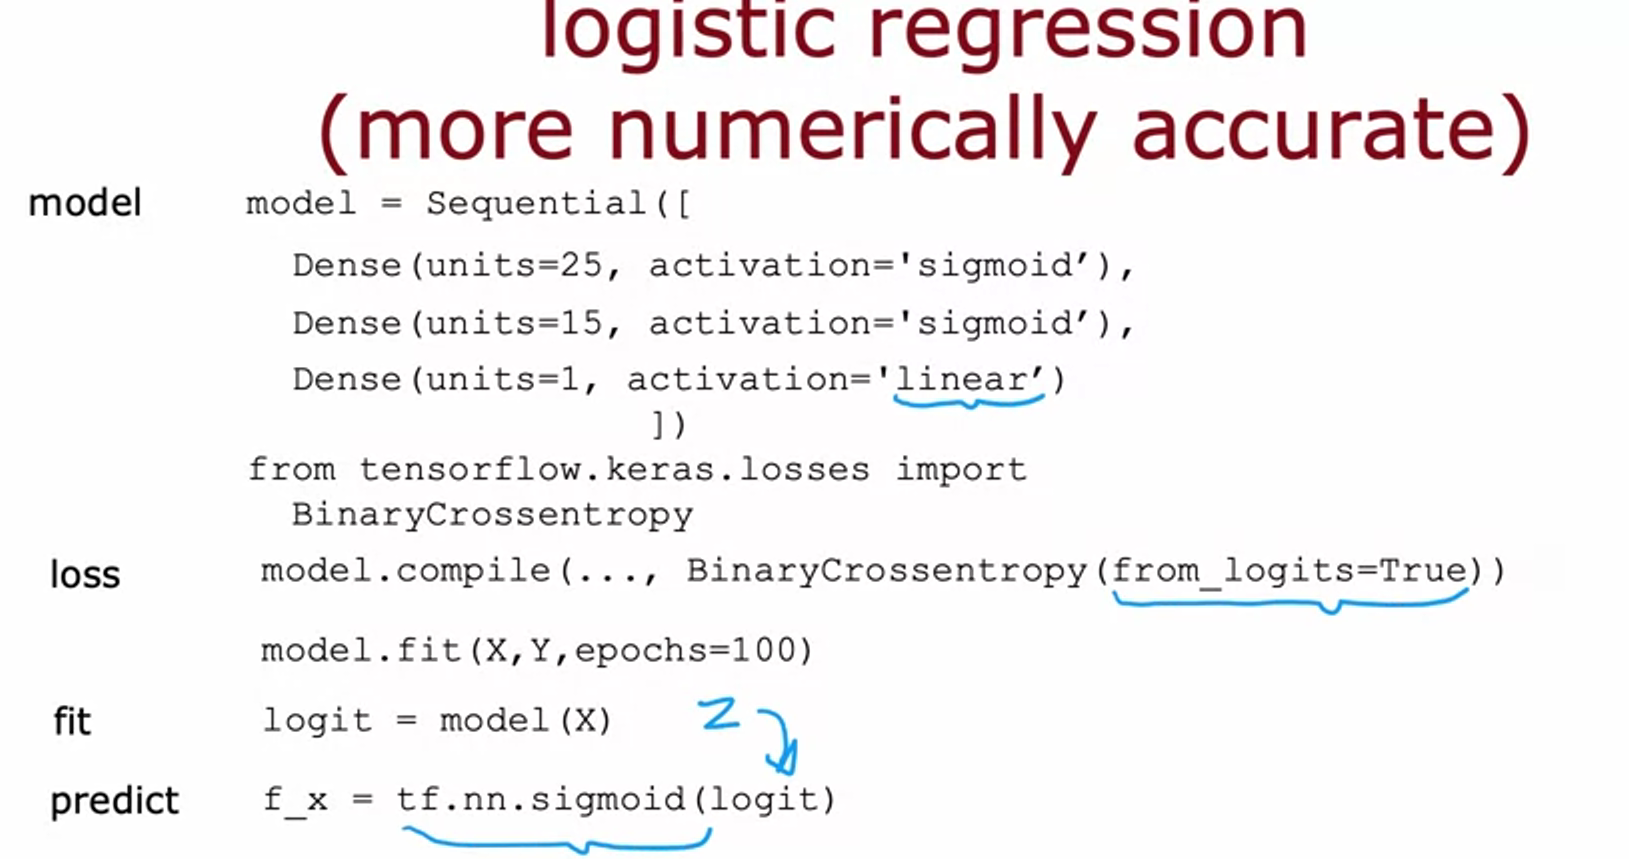 logistic regression
(more numerically accurate)
model model = Sequential([
Dense(units=25, activation='sigmoid’),
Dense(units=15, activation='sigmoid’),
Dense(units=1, activation='linear’)
])
from tensorflow.keras.losses import
BinaryCrossentropy
loss model.compile(..., BinaryCrossentropy(from_logits=True))
model.fit(X,Y,epochs=100)
fit logit = model(X) z
predict f_x = tf.nn.sigmoid(logit)